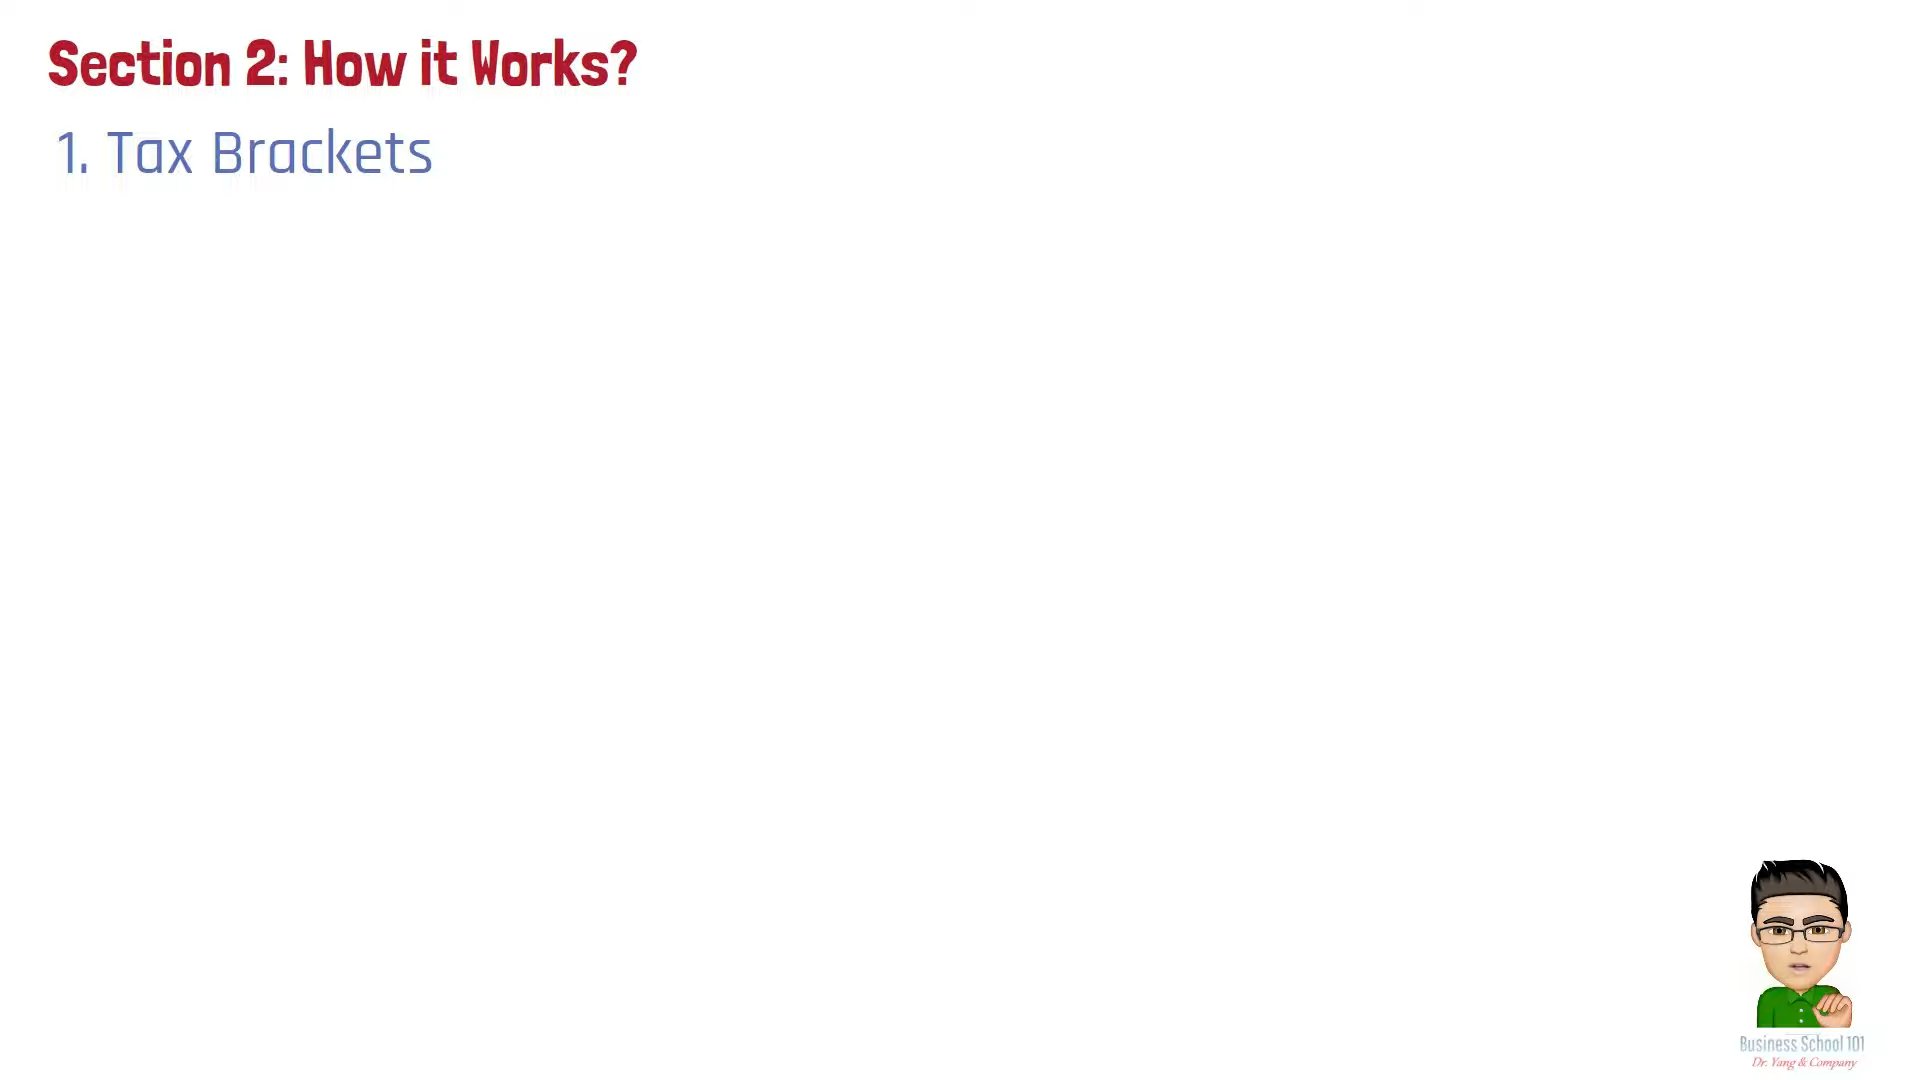 Section 2: How it Works?
1. Tax Brackets
Business School 101
Dr. Yang & Company